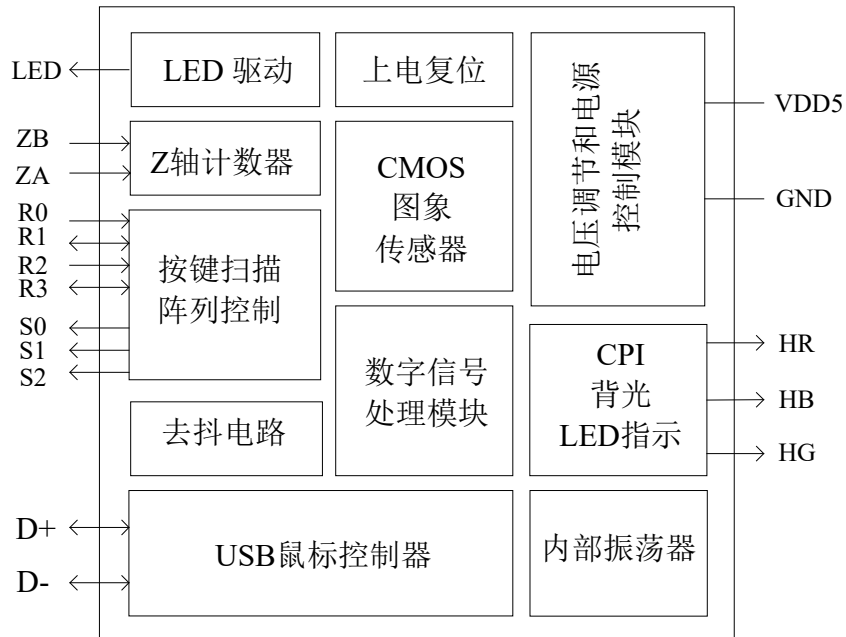 LED
LED 驱动
上电复位
电压调节和电源
控制模块
VDD5
ZB
ZA
Z轴计数器
CMOS
图象
传感器
GND
R0
R1
R2
R3
S0
S1
S2
按键扫描
阵列控制
数字信号
处理模块
CPI
背光
LED指示
HR
HB
HG
去抖电路
D+
D-
USB鼠标控制器
内部振荡器